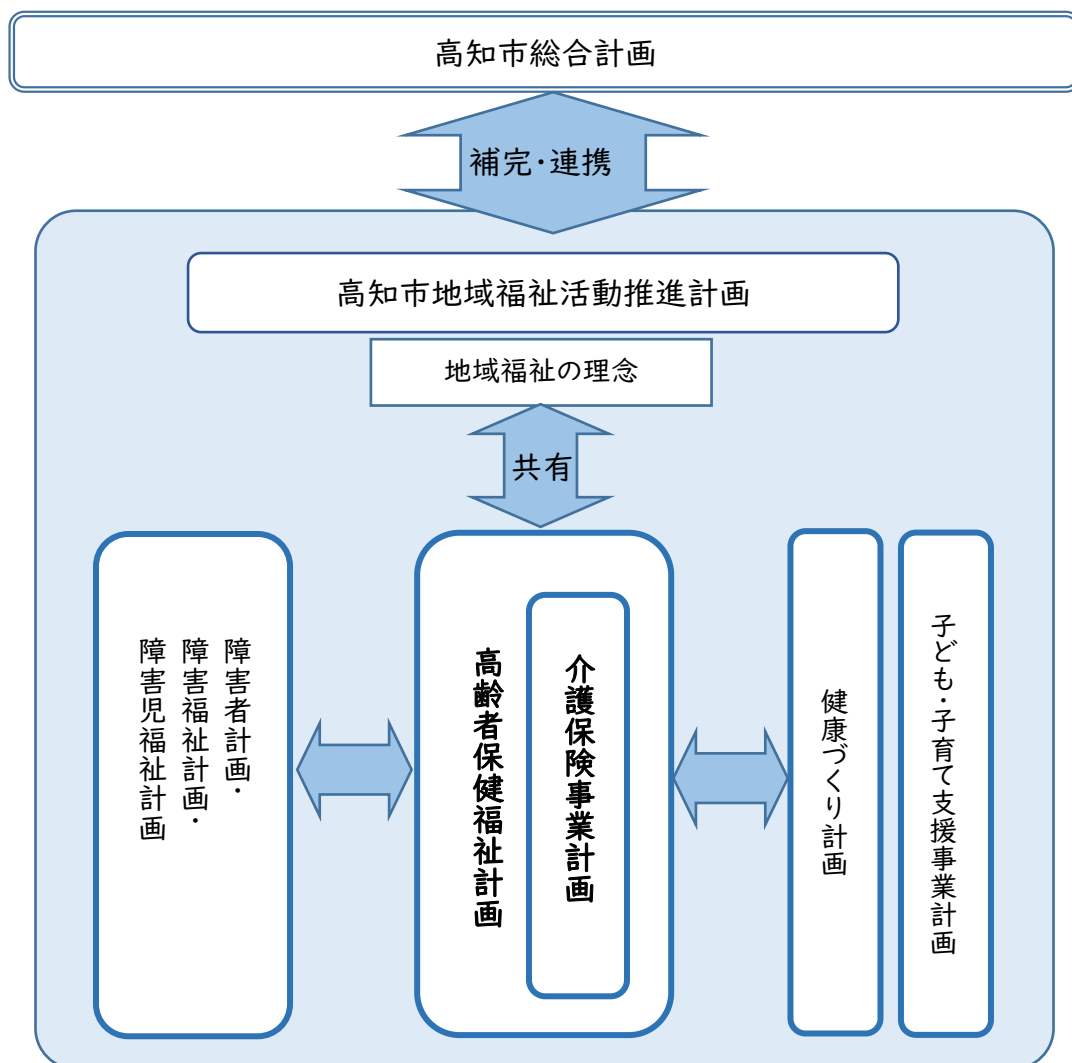 高知市総合計画
補完・連携
高知市地域福祉活動推進計画
地域福祉の理念
共有
障害者計画・
障害福祉計画・
障害児福祉計画
高齢者保健福祉計画
介護保険事業計画
健康づくり計画
子ども・子育て支援事業計画